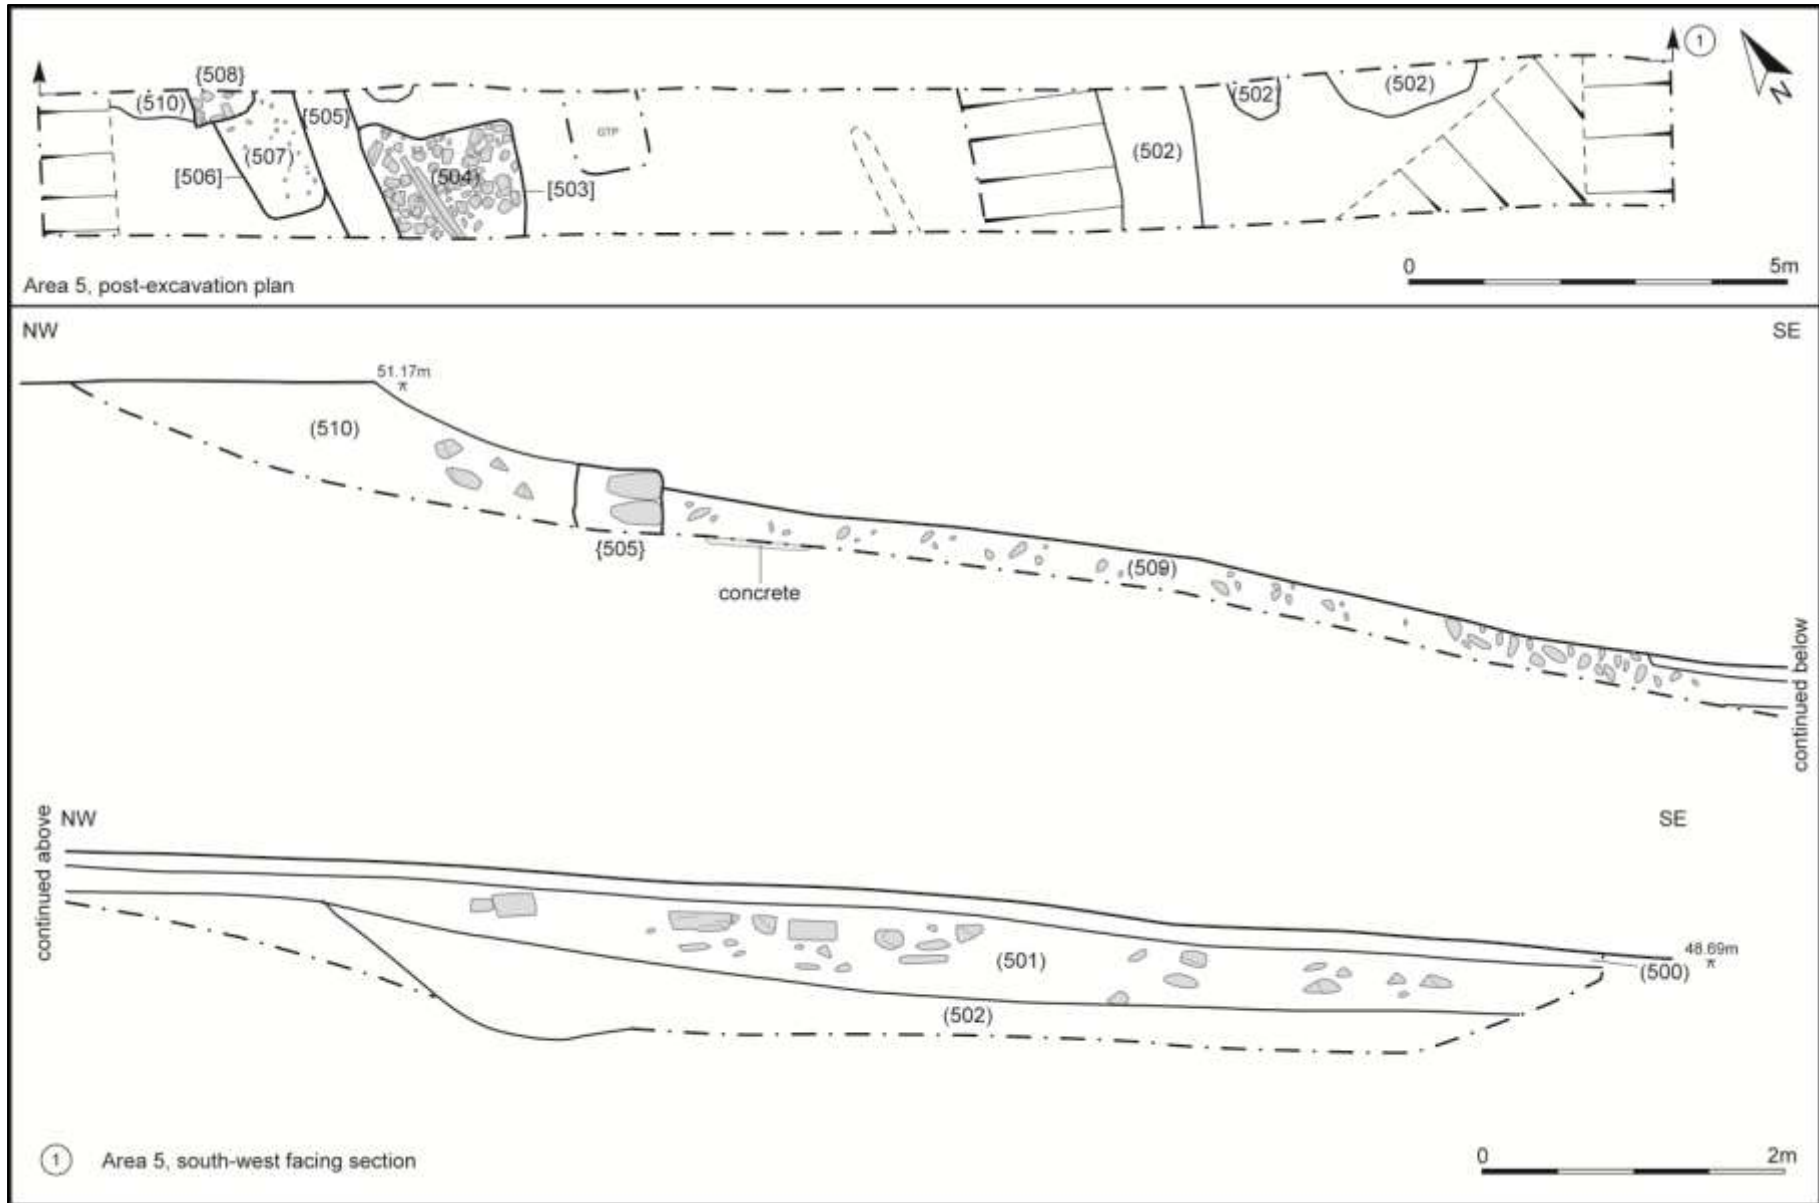 1
{508}
(510)
[505}
(502)
(502)
(502)
(507)
[506]
(504)
[503]
GTP
N
0 5m
Area 5, post-excavation plan
NW SE
51.17m
(510)
{505}
concrete
(509)
continued below
continued above
NW SE
(501)
48.69m
(500)
(502)
1 Area 5, south-west facing section
0 2m